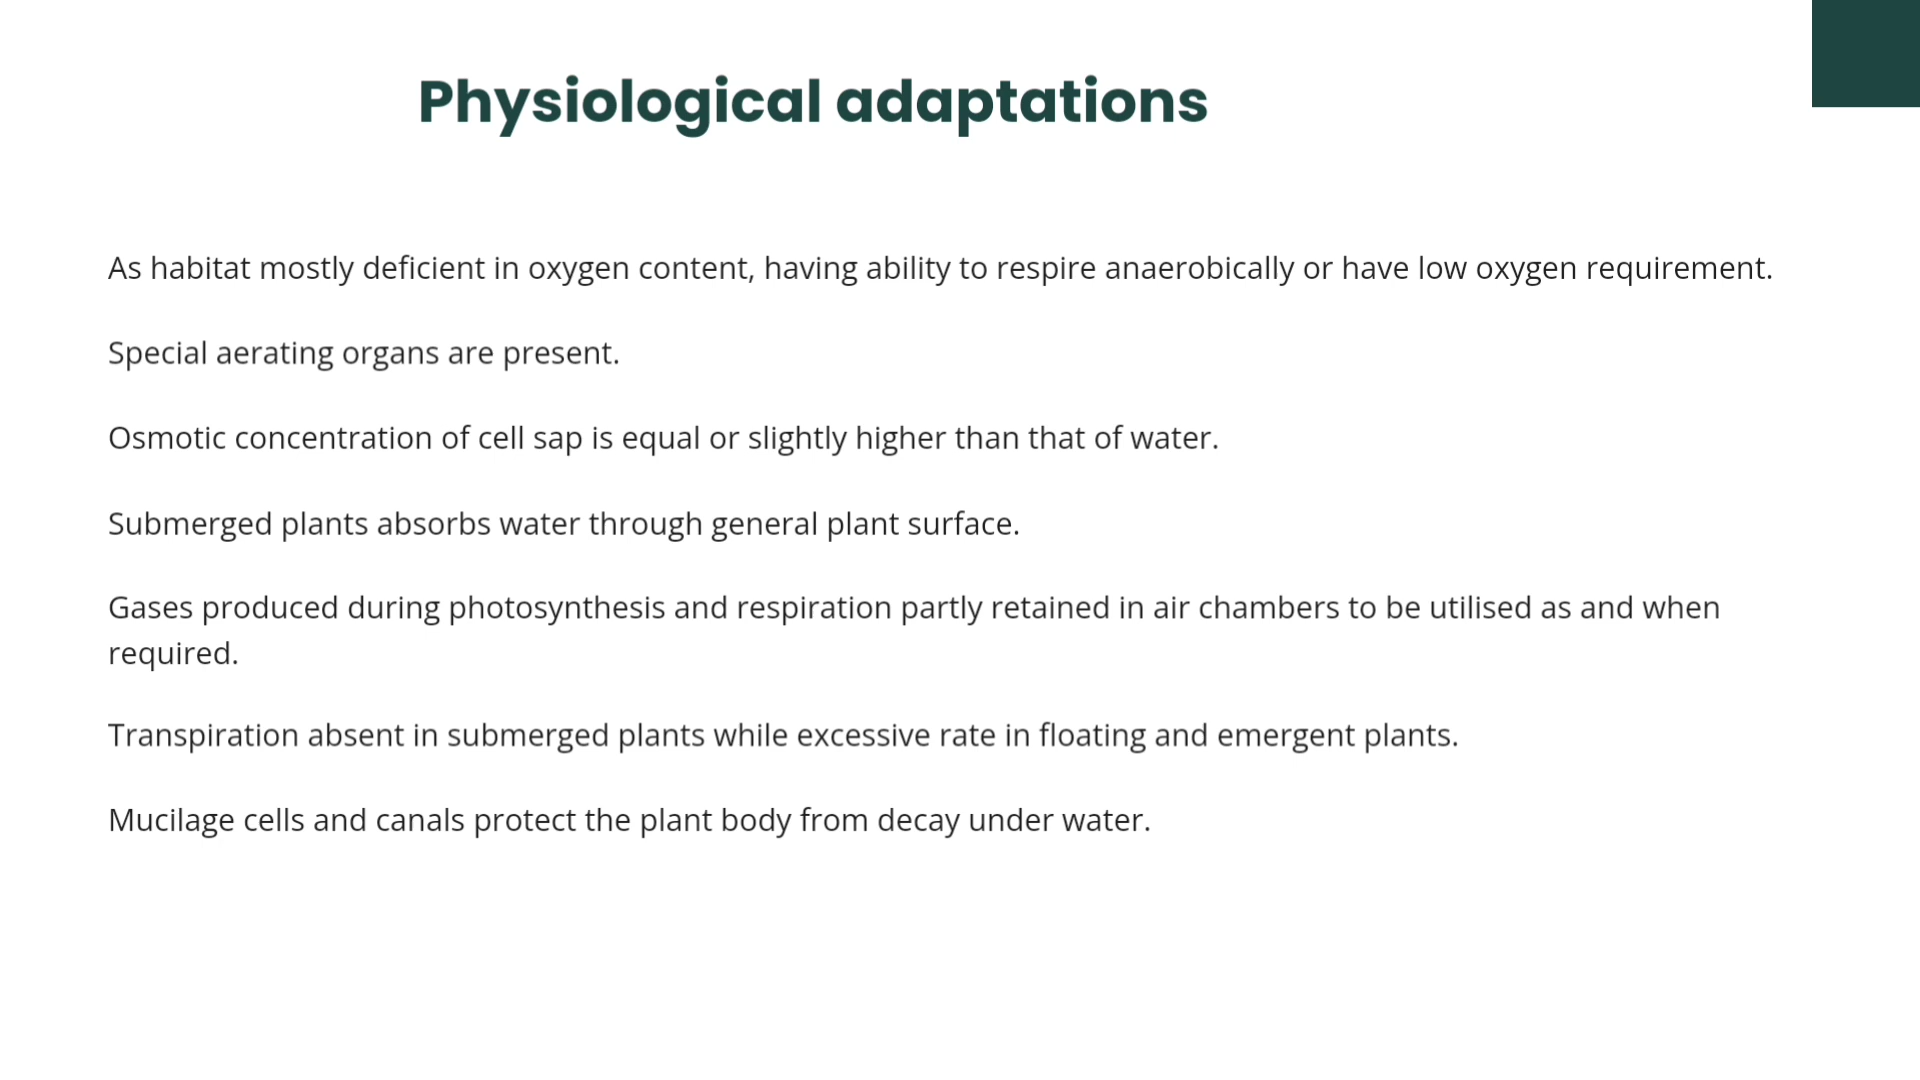 Physiological adaptations
As habitat mostly deficient in oxygen content, having ability to respire anaerobically or have low oxygen requirement.
Special aerating organs are present.
Osmotic concentration of cell sap is equal or slightly higher than that of water.
Submerged plants absorbs water through general plant surface.
Gases produced during photosynthesis and respiration partly retained in air chambers to be utilised as and when
required.
Transpiration absent in submerged plants while excessive rate in floating and emergent plants.
Mucilage cells and canals protect the plant body from decay under water.